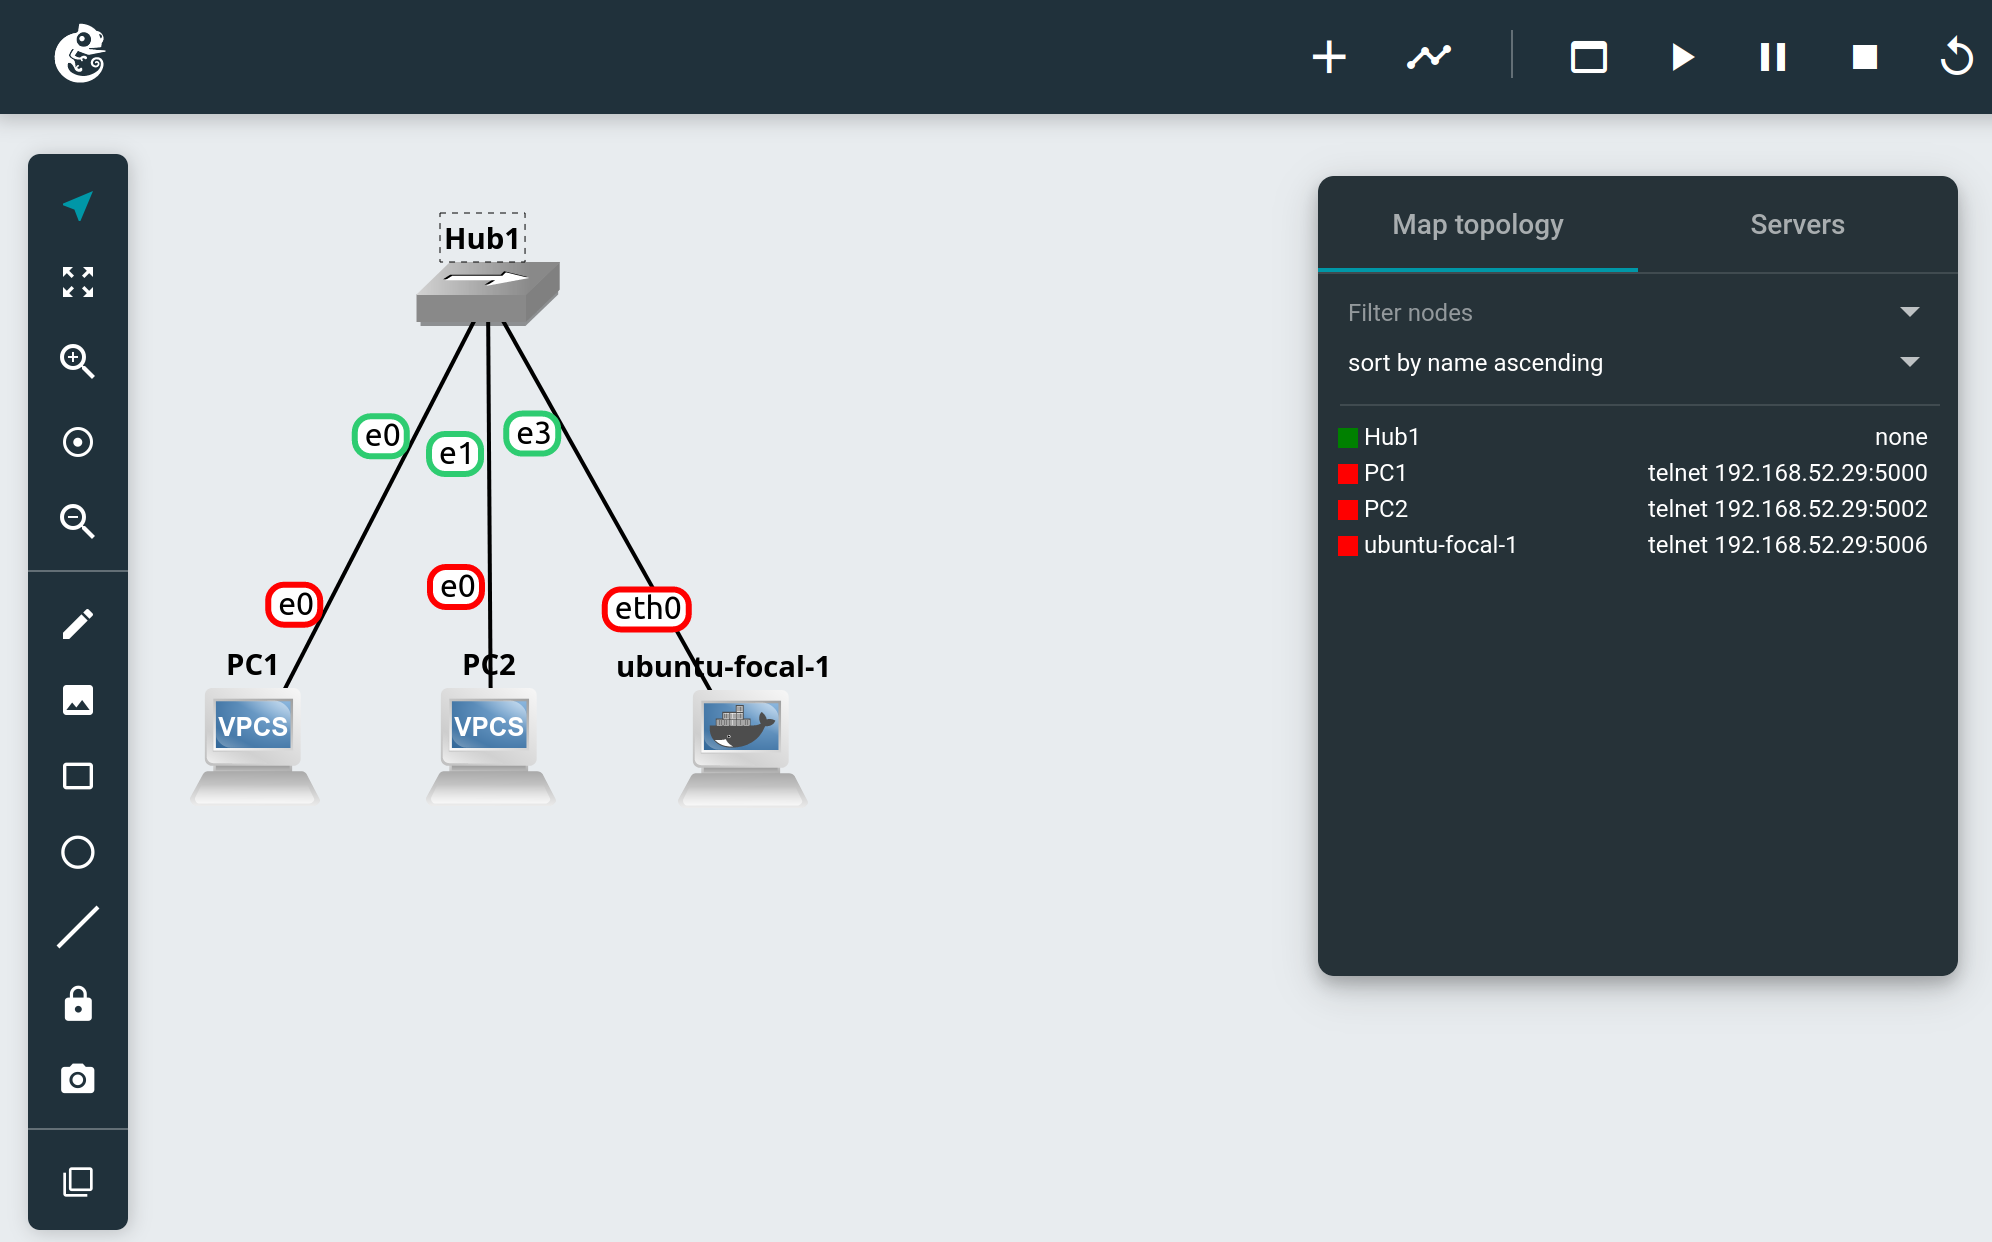 Hub1
e0
e1
e3
e0
e0
eth0
PC1
PC2
ubuntu-focal-1
VPCS
VPCS
Map topology
Servers
Filter nodes
sort by name ascending
Hub1 none
PC1 telnet 192.168.52.29:5000
PC2 telnet 192.168.52.29:5002
ubuntu-focal-1 telnet 192.168.52.29:5006